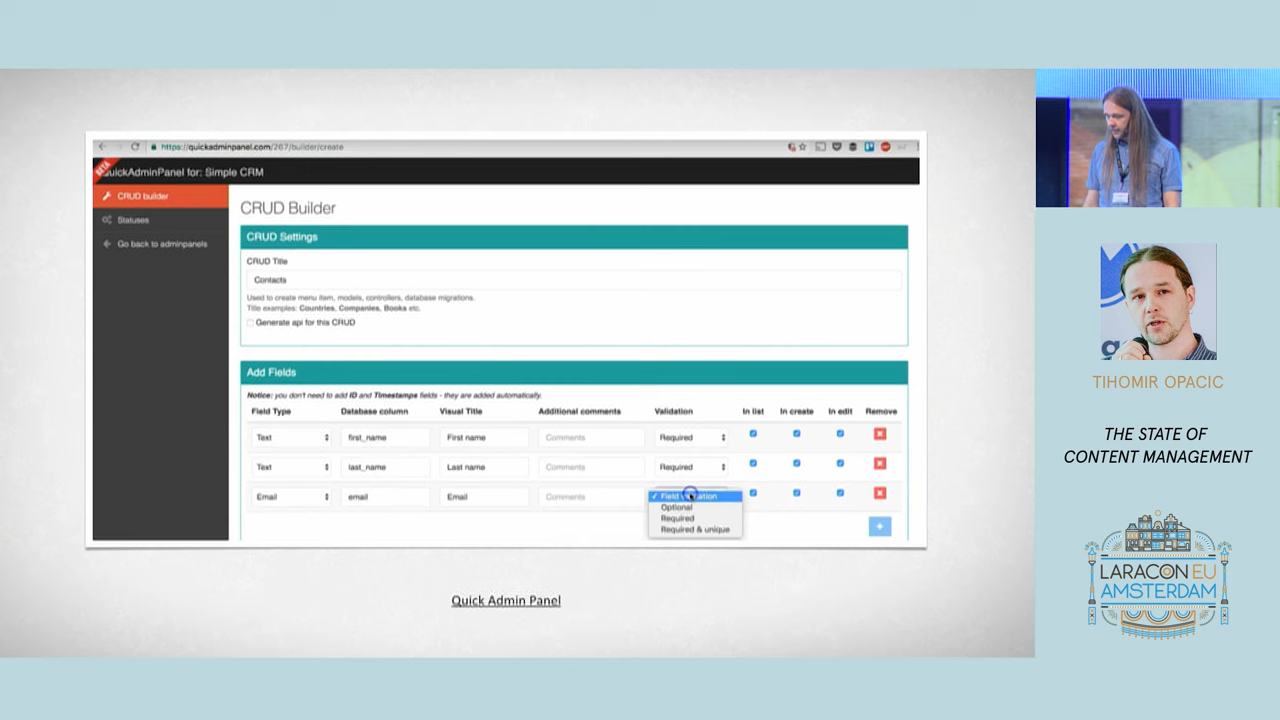 https://quickadminpanel.com/267/builder/create
BETA
QuickAdminPanel for: Simple CRM
CRUD builder
Statuses
Go back to adminpanels
CRUD Builder
CRUD Settings
CRUD Title
Contacts
Used to create menu item, models, controllers, database migrations.
Title examples: Countries, Companies, Books etc.
Generate api for this CRUD
Add Fields
Notice: you don't need to add ID and Timestamps fields - they are added automatically.
Field Type Database column Visual Title Additional comments Validation In list In create In edit Remove
Text first_name First name Comments Required
Text last_name Last name Comments Required
Email email Email Comments Field
Optional
Required
Required & unique
Quick Admin Panel
TIHOMIR OPACIC
THE STATE OF
CONTENT MANAGEMENT
LARACON EU
AMSTERDAM